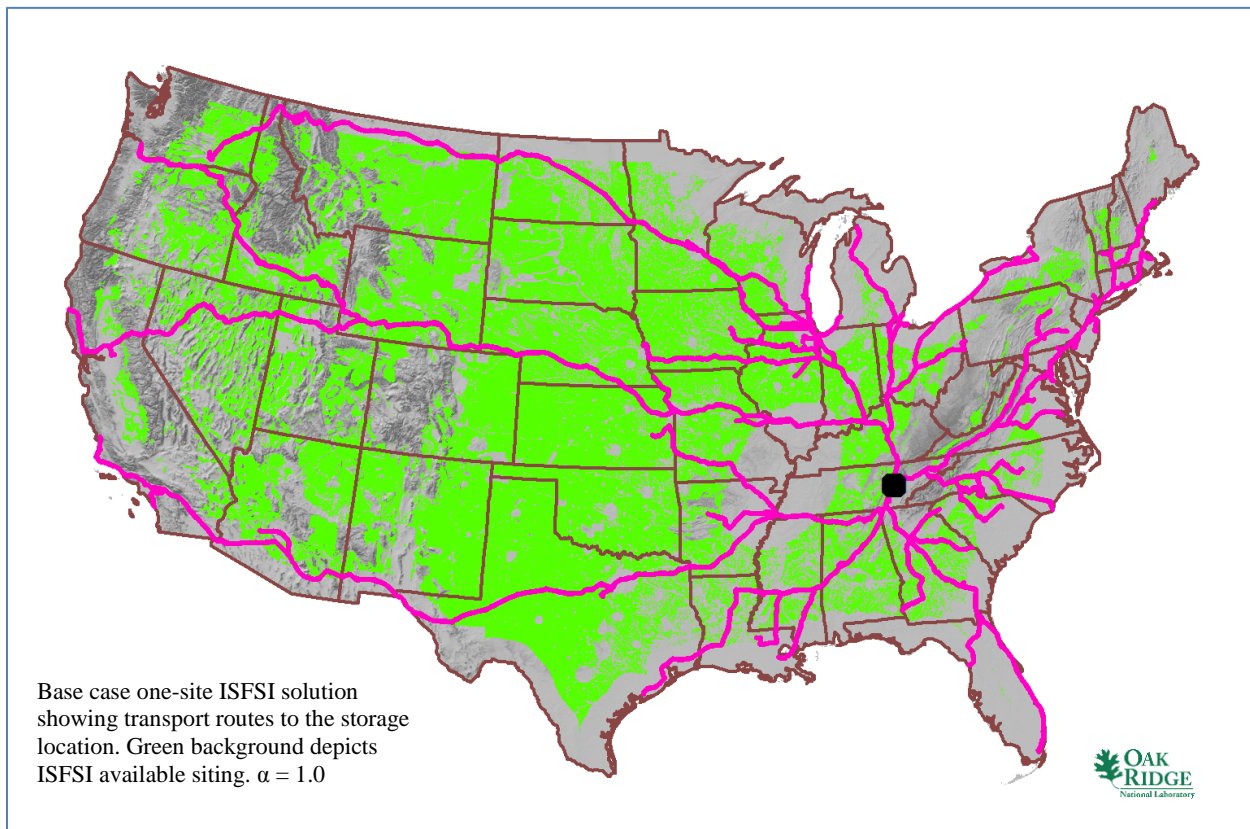 Base case one-site ISFSI solution
showing transport routes to the storage
location. Green background depicts
ISFSI available siting. α = 1.0
OAK
RIDGE
National Laboratory